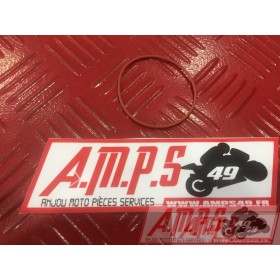 A.M.P.S 49
ANJOU MOTO PIÈCES SERVICES
WWW.AMPS49.FR